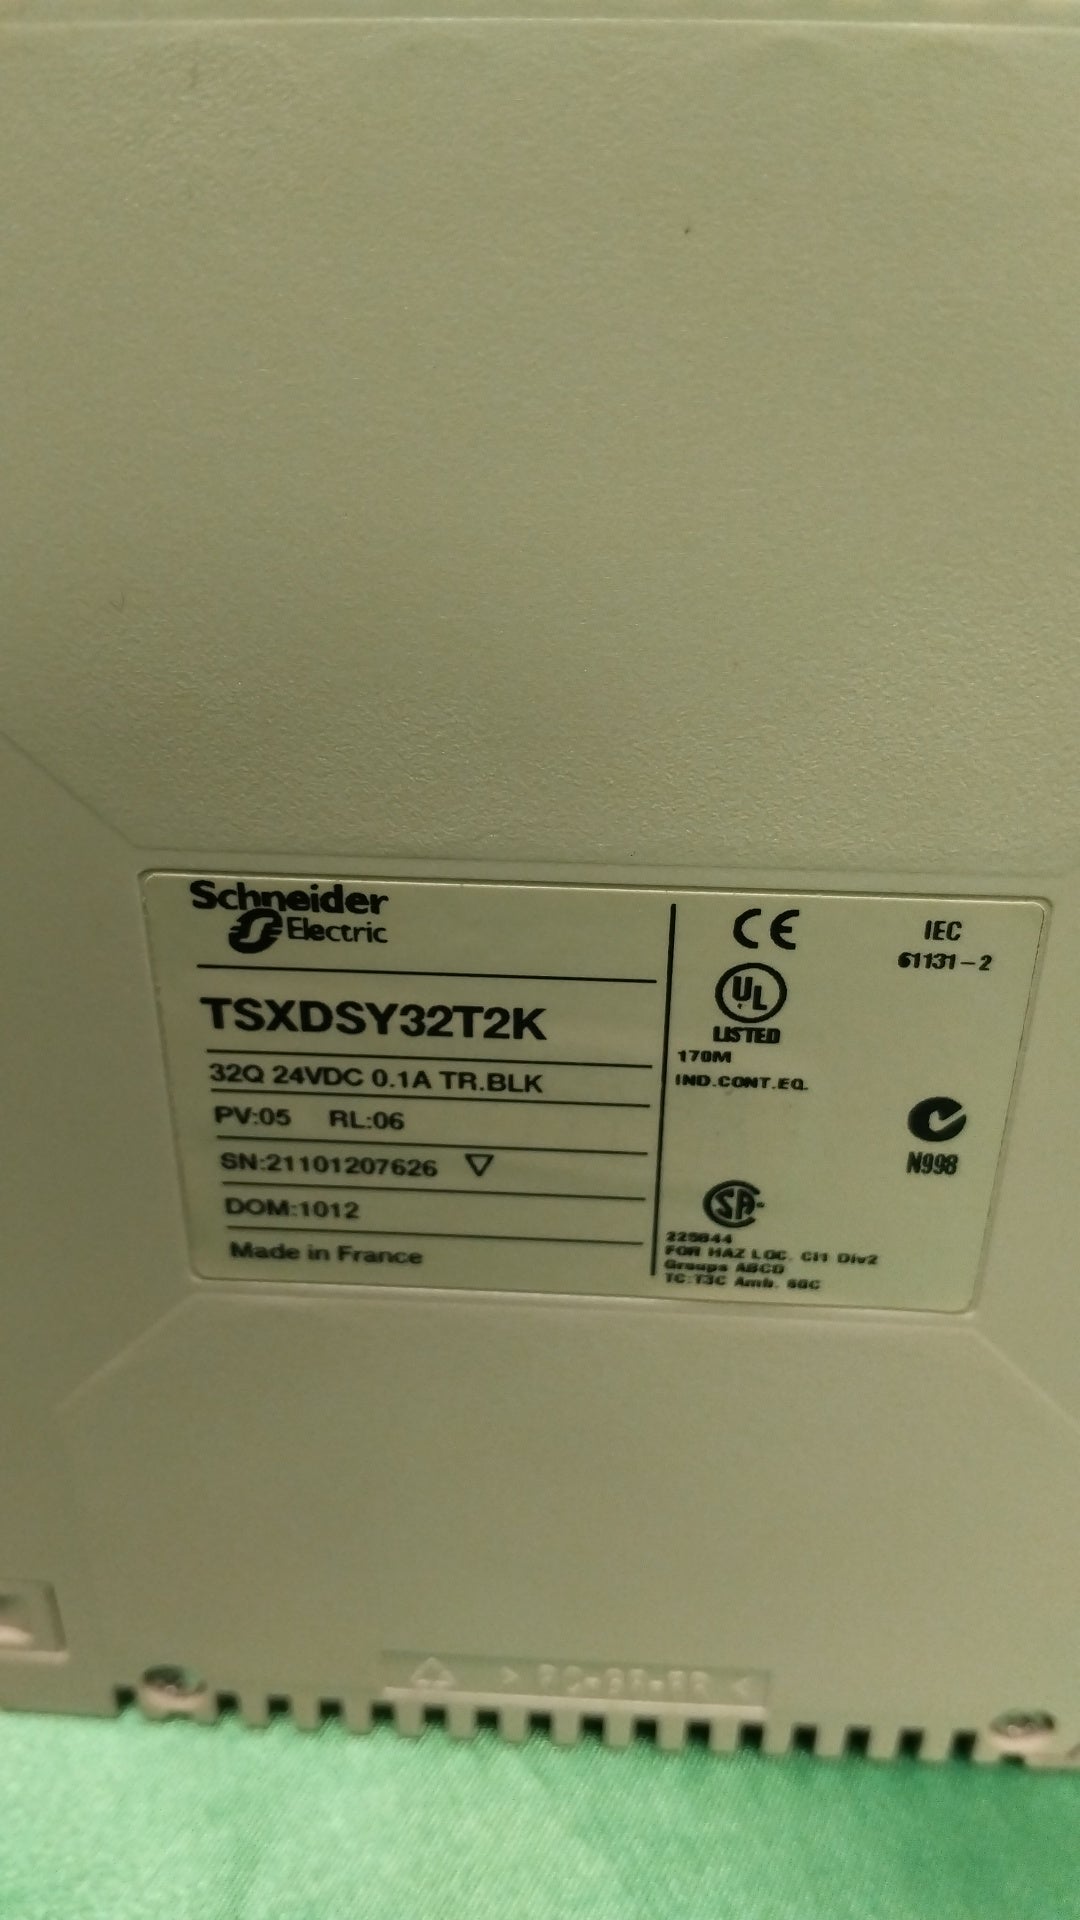 Schneider
Electric
TSXDSY32T2K
32Q 24VDC 0.1A TR.BLK
PV:05 RL:06
SN:21101207626
DOM:1012
Made in France
CE
IEC
61131-2
UL
LISTED
170M
IND.CONT.EQ.
N998
SA
FOR HAZ LOC. Cl1 Div2
Groups ABCD
TC:T3C Amb. 60C